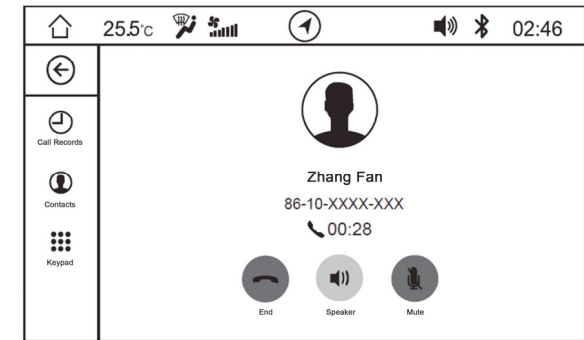 25.5°c
02:46
Call Records
Contacts
Keypad
Zhang Fan
86-10-XXXX-XXX
00:28
End
Speaker
Mute